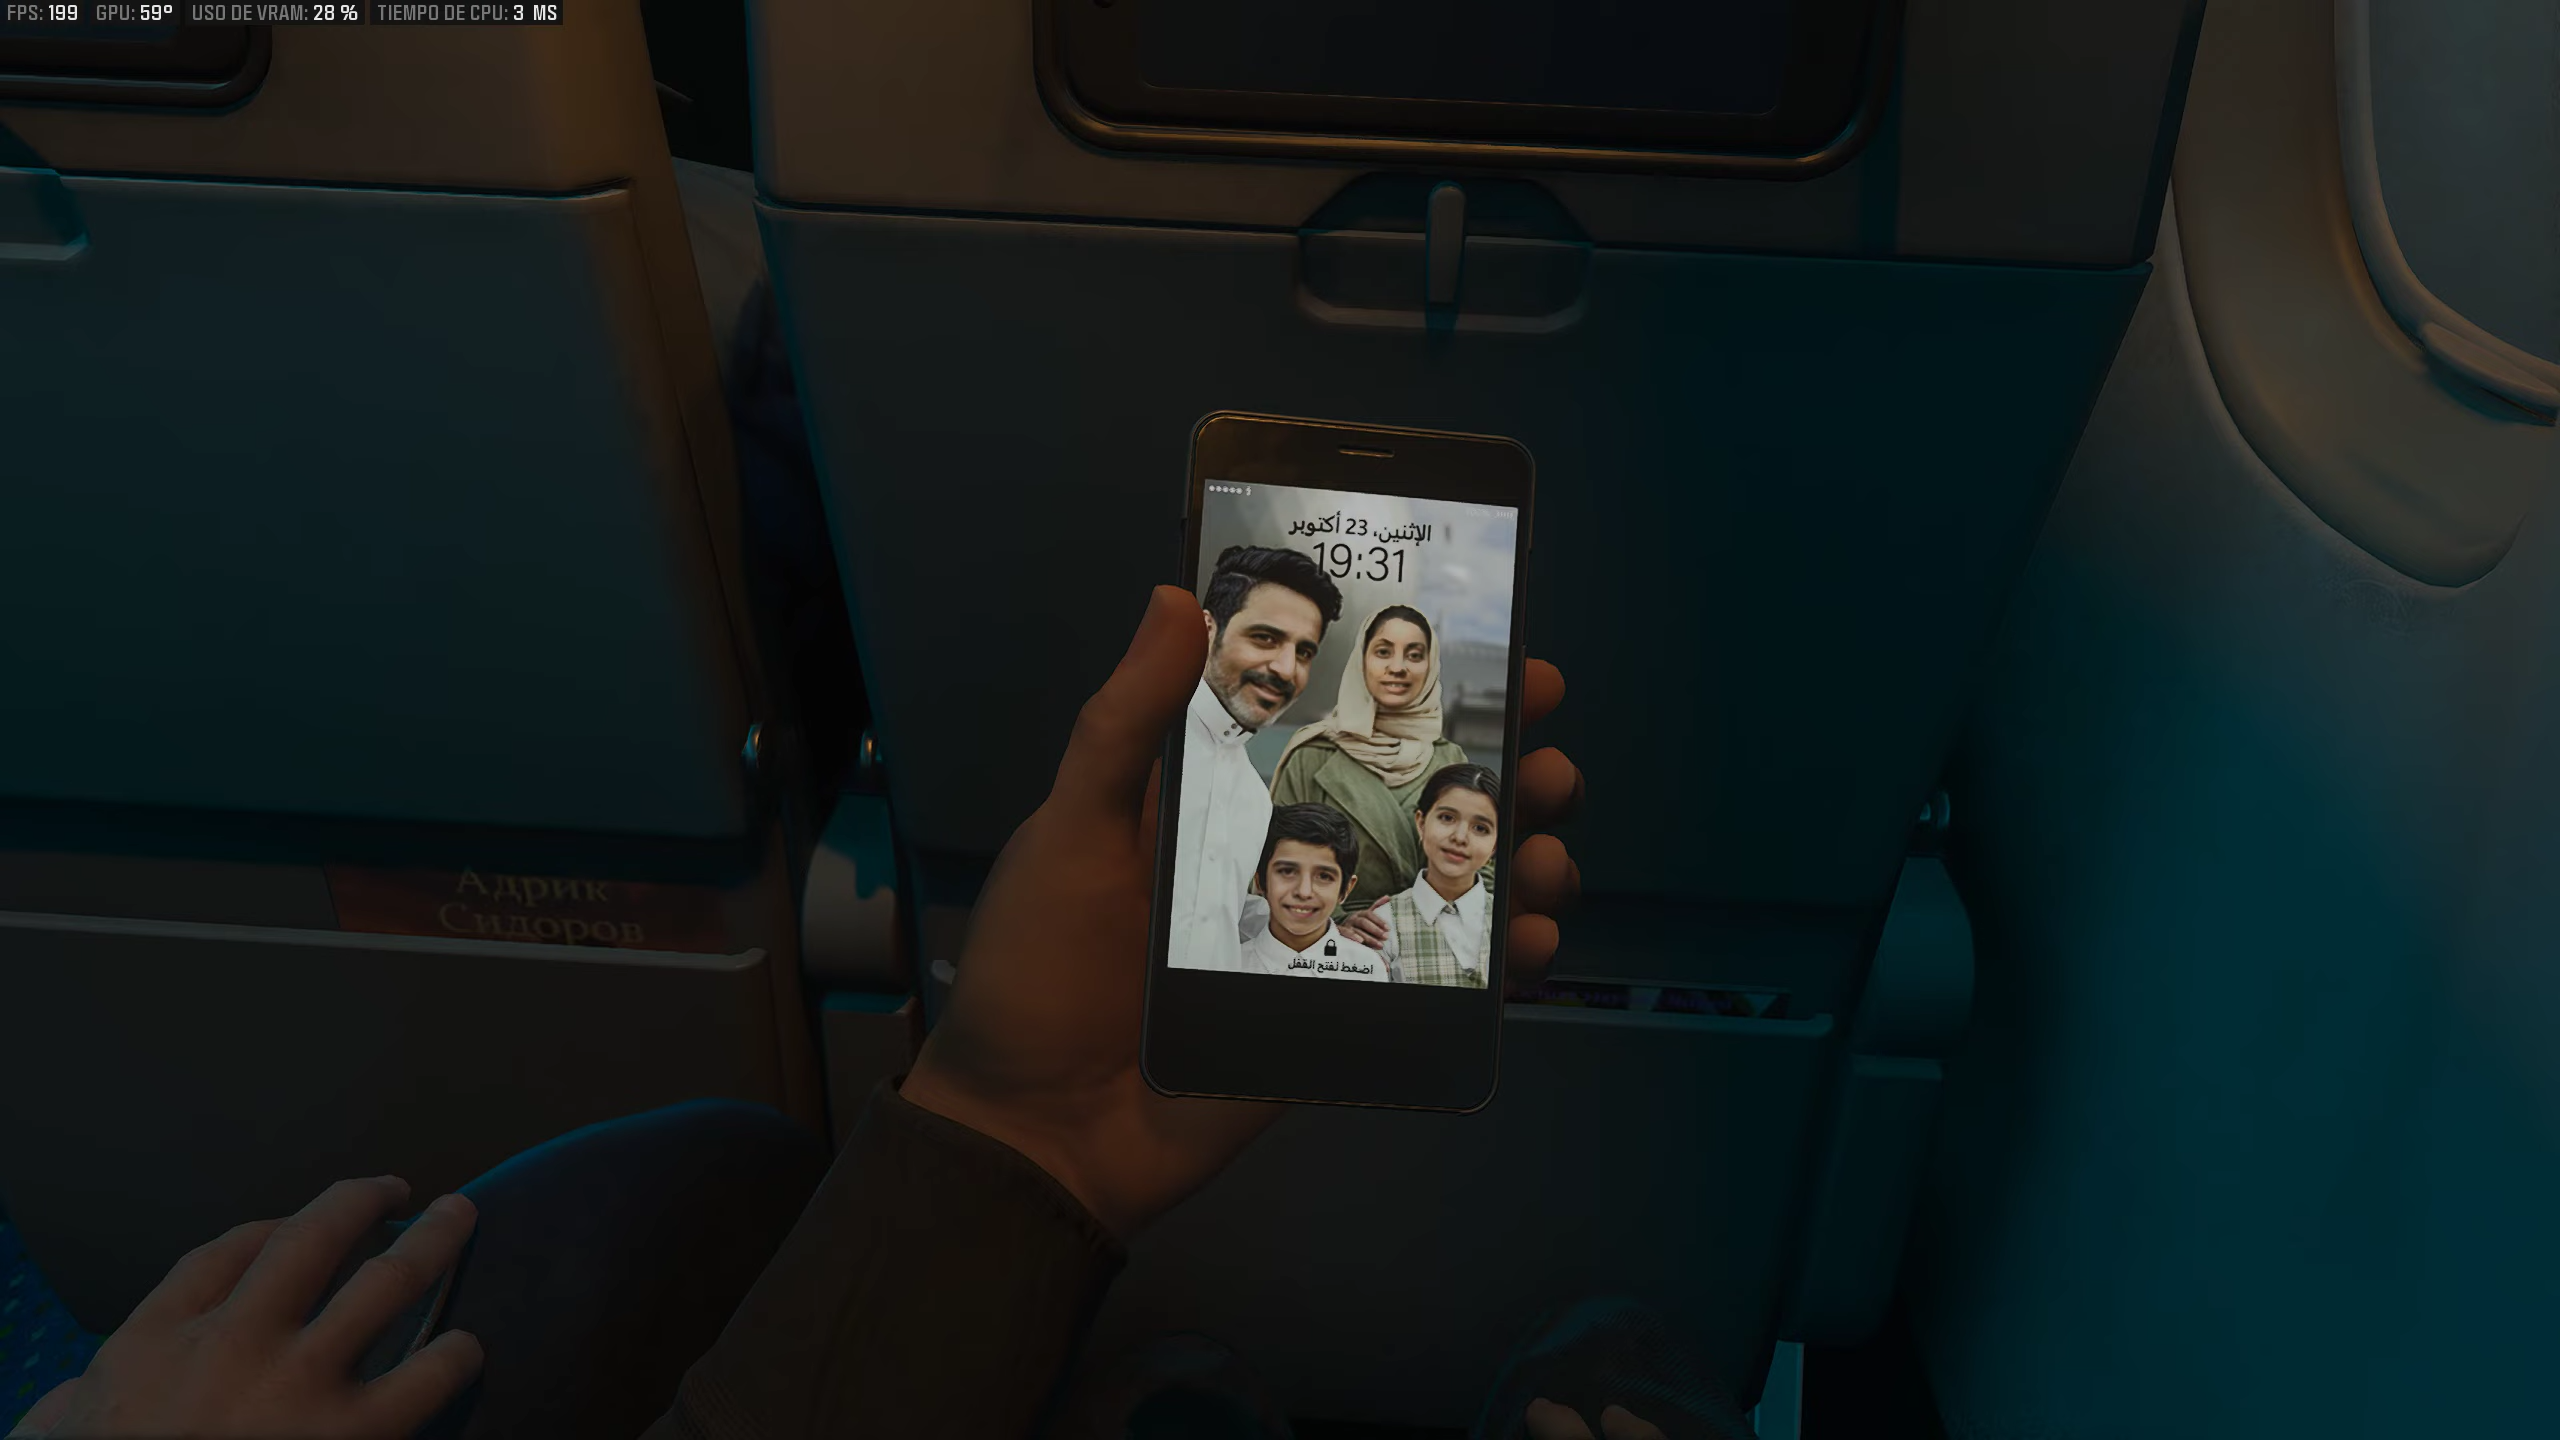 FPS: 199 GPU: 59° USO DE VRAM: 28 % TIEMPO DE CPU: 3 MS
الإثنين، 23 أكتوبر
19:31
اضغط لفتح القفل
Адрик
Сидоров